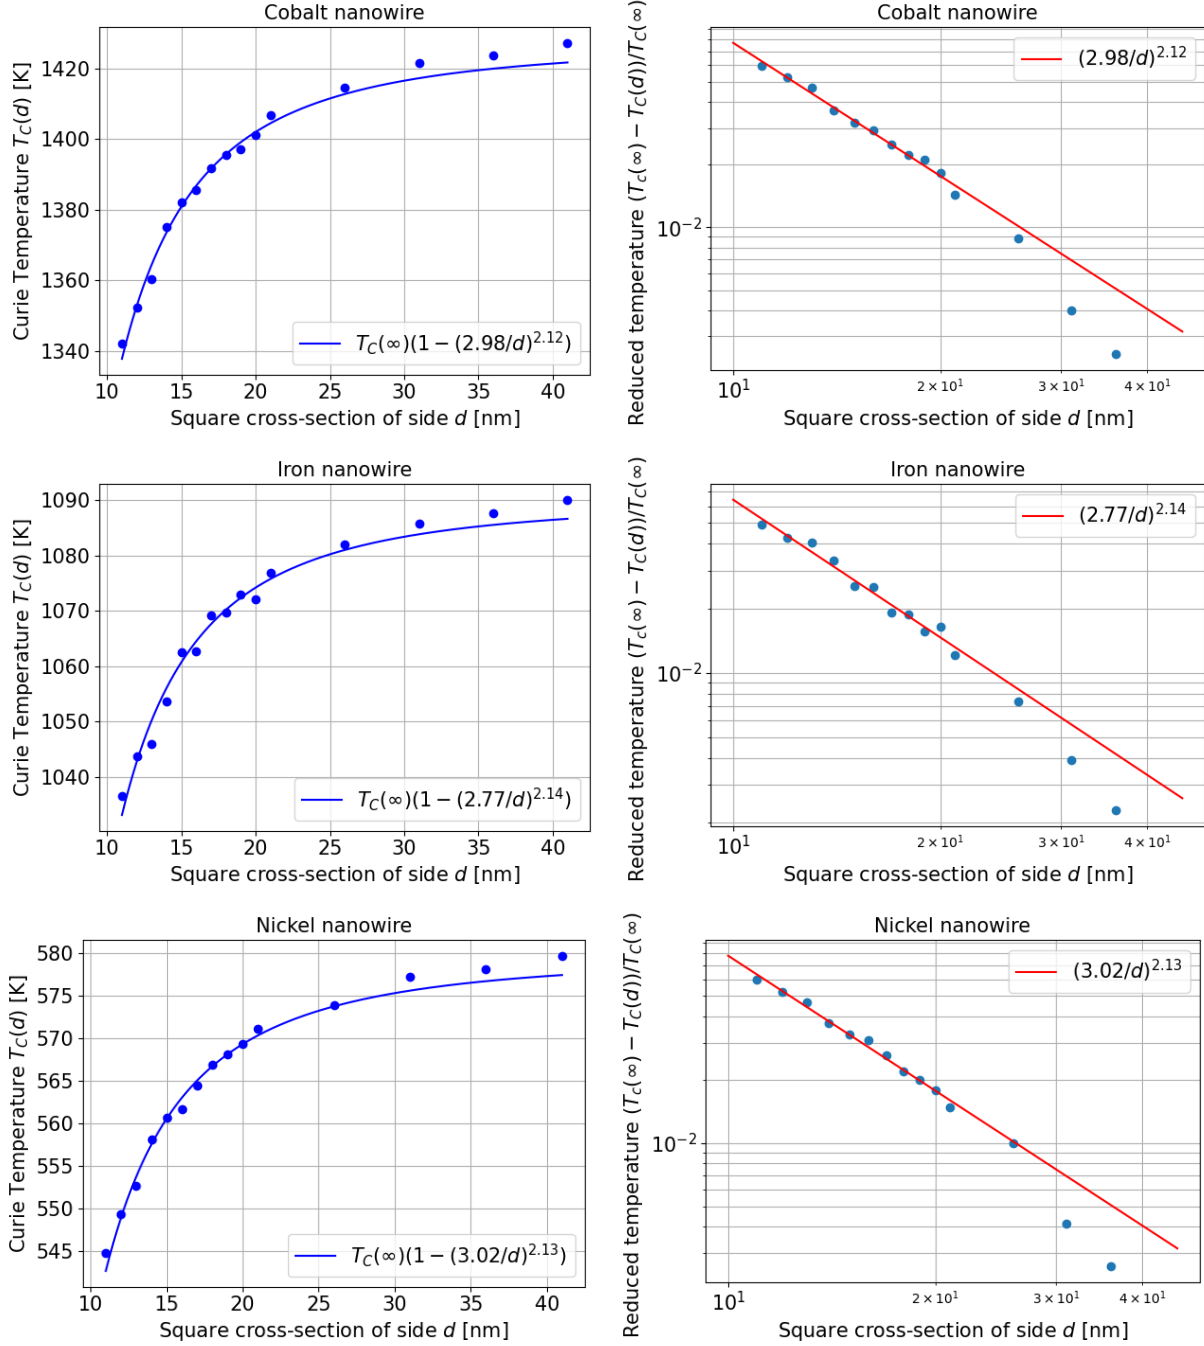 Cobalt nanowire
Curie Temperature T_C(d) [K]
1420
1400
1380
1360
1340
T_C(∞)(1 − (2.98/d)^2.12)
10 15 20 25 30 35 40
Square cross-section of side d [nm]
Cobalt nanowire
Reduced temperature (T_C(∞) − T_C(d))/T_C(∞)
(2.98/d)^2.12
10^−2
10^1 2 × 10^1 3 × 10^1 4 × 10^1
Square cross-section of side d [nm]
Iron nanowire
Curie Temperature T_C(d) [K]
1090
1080
1070
1060
1050
1040
T_C(∞)(1 − (2.77/d)^2.14)
10 15 20 25 30 35 40
Square cross-section of side d [nm]
Iron nanowire
Reduced temperature (T_C(∞) − T_C(d))/T_C(∞)
(2.77/d)^2.14
10^−2
10^1 2 × 10^1 3 × 10^1 4 × 10^1
Square cross-section of side d [nm]
Nickel nanowire
Curie Temperature T_C(d) [K]
580
575
570
565
560
555
550
545
T_C(∞)(1 − (3.02/d)^2.13)
10 15 20 25 30 35 40
Square cross-section of side d [nm]
Nickel nanowire
Reduced temperature (T_C(∞) − T_C(d))/T_C(∞)
(3.02/d)^2.13
10^−2
10^1 2 × 10^1 3 × 10^1 4 × 10^1
Square cross-section of side d [nm]